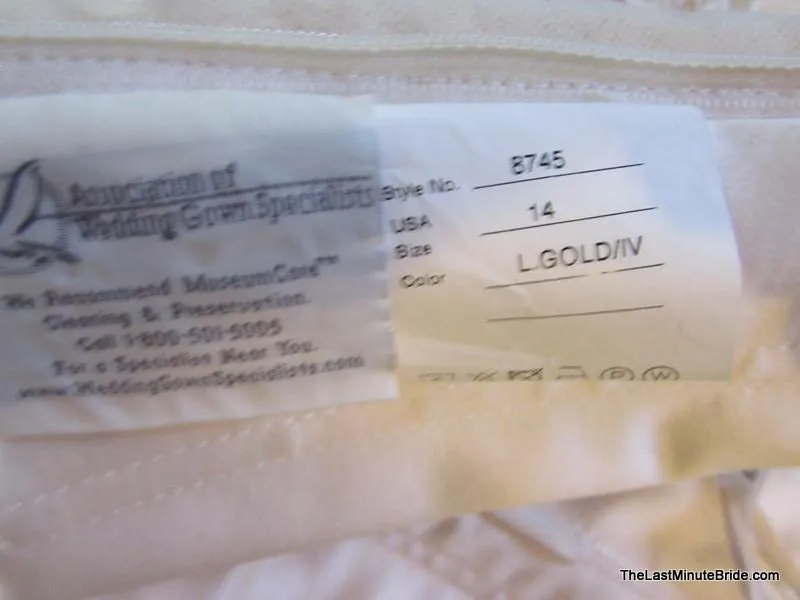 Association of
Wedding Gown Specialists
We Recommend MuseumCare™
Cleaning & Preservation.
Call 1-800-501-5005
For a Specialist Near You.
www.WeddingGownSpecialists.com
Style No. 8745
USA
Size 14
Color L.GOLD/IV
P W
TheLastMinuteBride.com